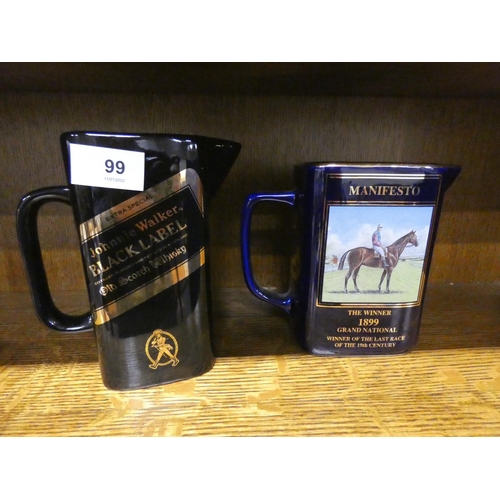 99
EXTRA SPECIAL
Johnnie Walker
BLACK LABEL
Old Scotch Whisky
MANIFESTO
THE WINNER
1899
GRAND NATIONAL
WINNER OF THE LAST RACE
OF THE 19th CENTURY